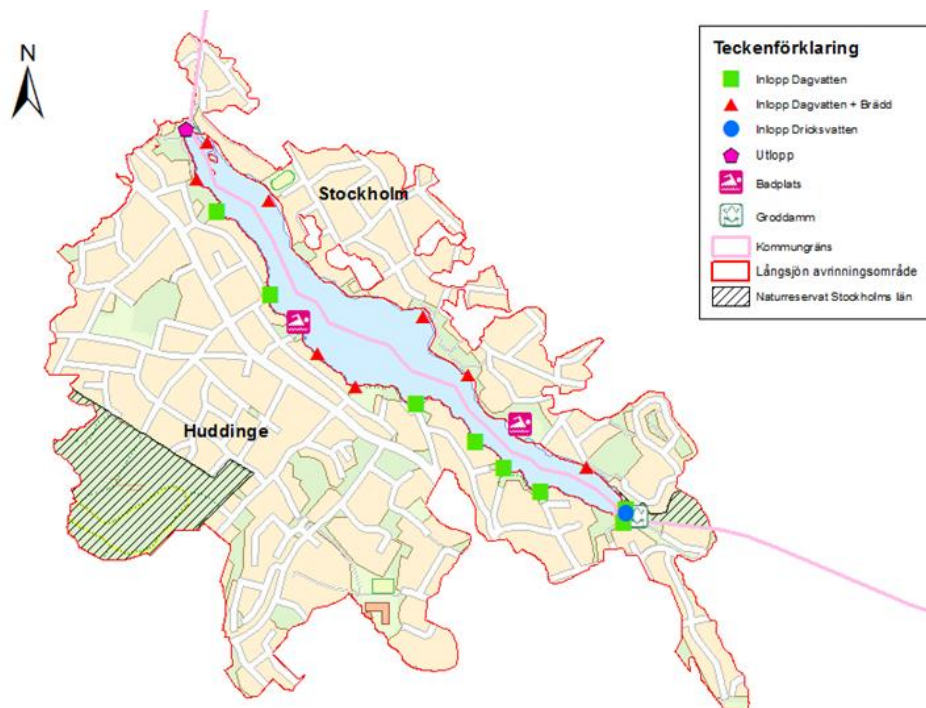 N
Stockholm
Huddinge
Teckenförklaring
Inlopp Dagvatten
Inlopp Dagvatten + Brädd
Inlopp Dricksvatten
Utlopp
Badplats
Groddamm
Kommungräns
Långsjön avrinningsområde
Naturreservat Stockholms län